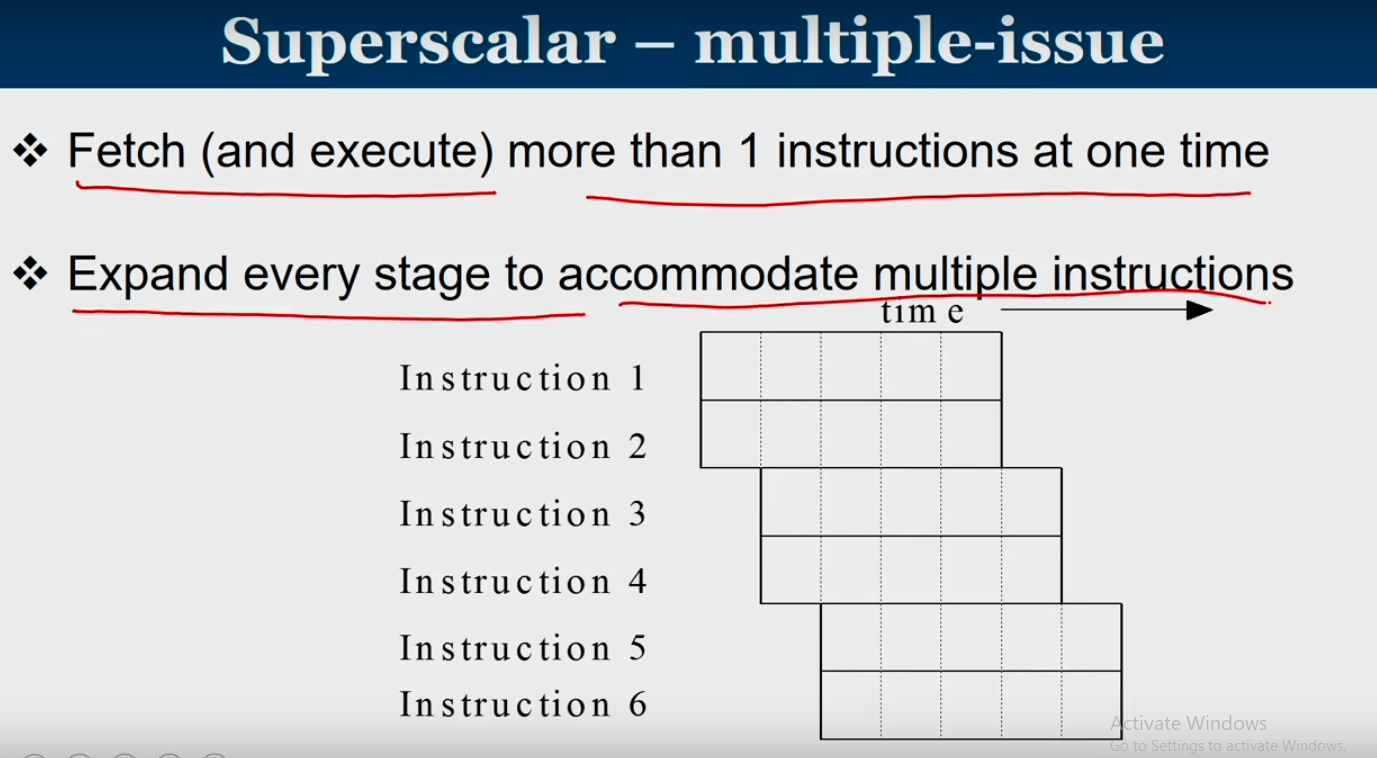 Superscalar – multiple-issue
❖ Fetch (and execute) more than 1 instructions at one time
❖ Expand every stage to accommodate multiple instructions
time
Instruction 1
Instruction 2
Instruction 3
Instruction 4
Instruction 5
Instruction 6
Activate Windows
Go to Settings to activate Windows.